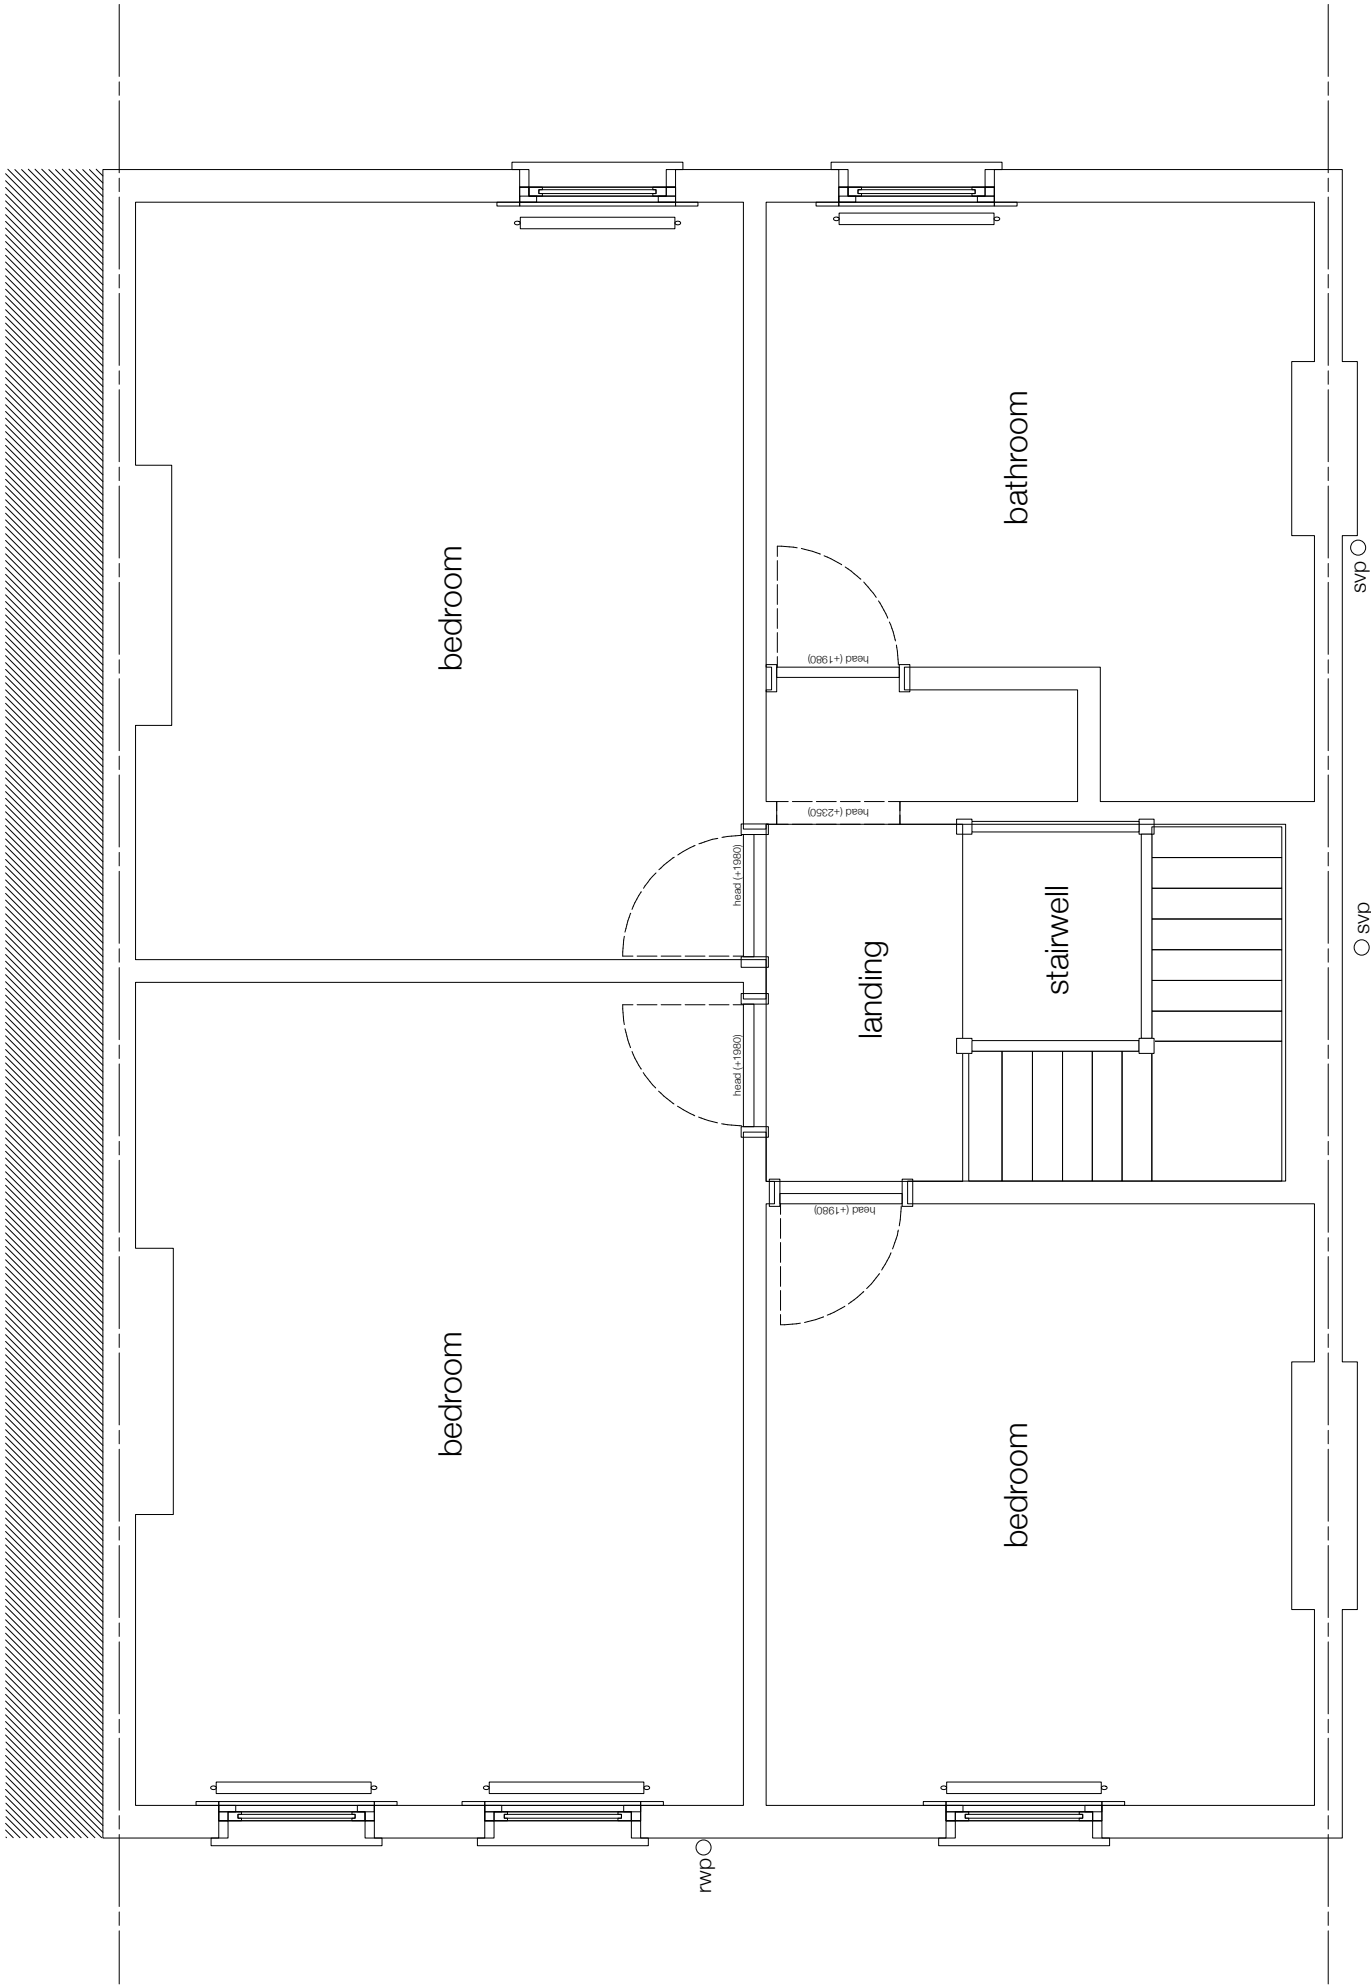 bedroom
bathroom
svp
head (+1980)
head (+2350)
head (+1980)
svp
landing
stairwell
head (+1980)
head (+1980)
bedroom
bedroom
rwp